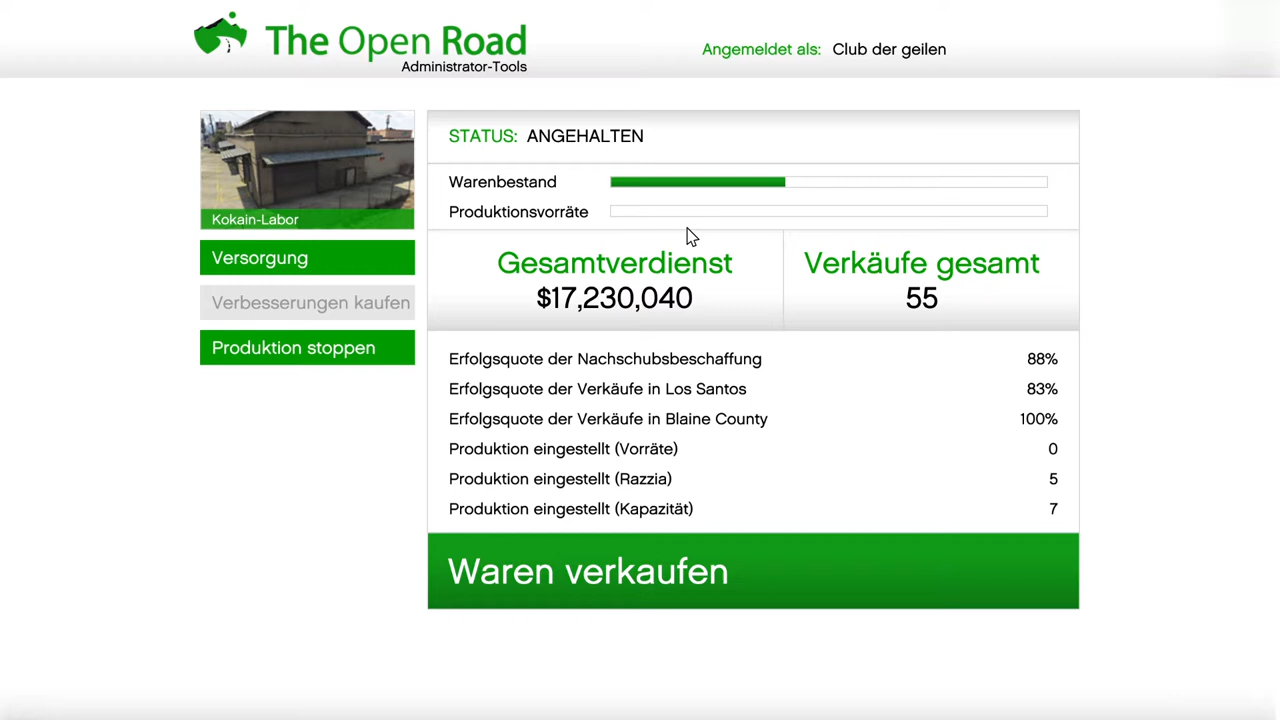 The Open Road
Administrator-Tools
Angemeldet als: Club der geilen
Kokain-Labor
Versorgung
Verbesserungen kaufen
Produktion stoppen
STATUS: ANGEHALTEN
Warenbestand
Produktionsvorräte
Gesamtverdienst
$17,230,040
Verkäufe gesamt
55
Erfolgsquote der Nachschubsbeschaffung 88%
Erfolgsquote der Verkäufe in Los Santos 83%
Erfolgsquote der Verkäufe in Blaine County 100%
Produktion eingestellt (Vorräte) 0
Produktion eingestellt (Razzia) 5
Produktion eingestellt (Kapazität) 7
Waren verkaufen